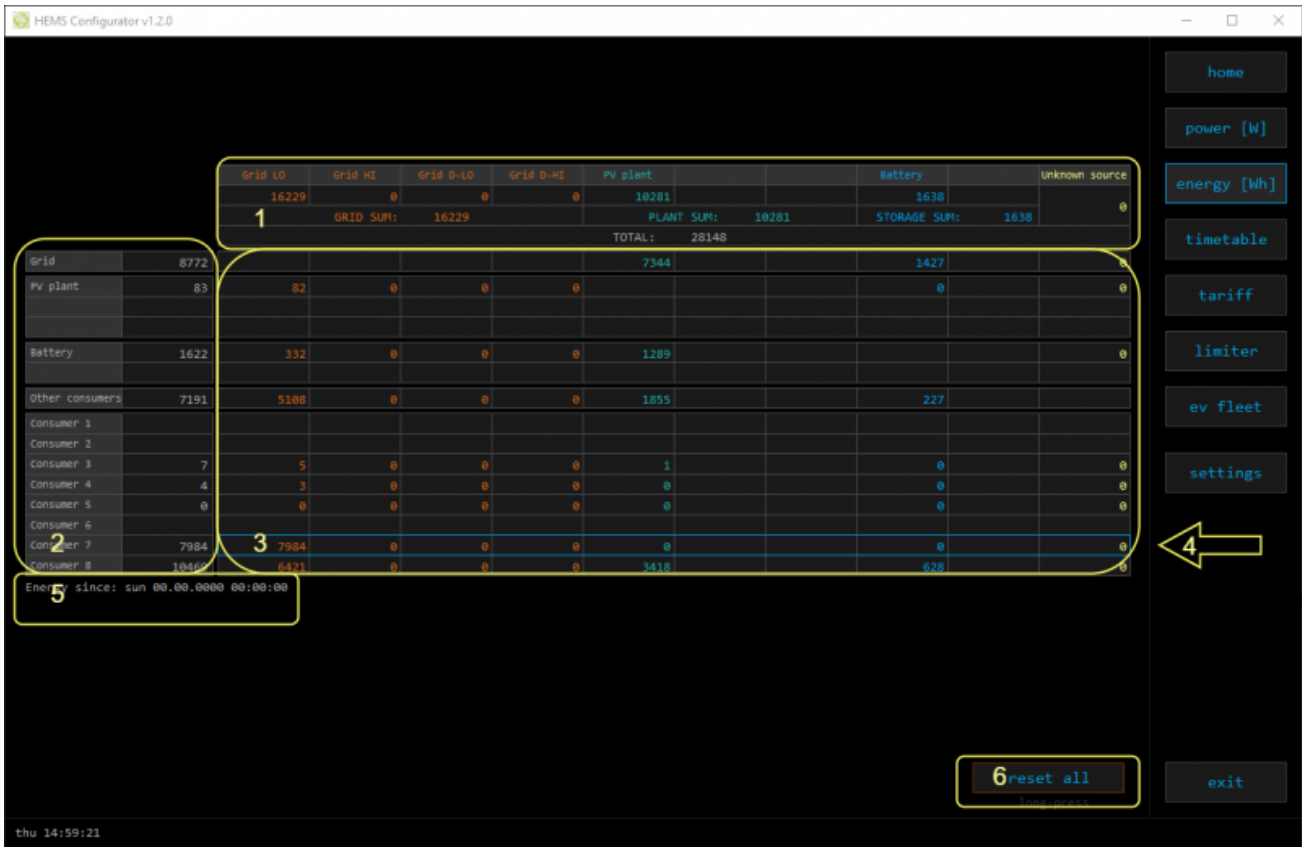 HEMS Configurator v1.2.0
home
power [W]
energy [Wh]
timetable
tariff
limiter
ev fleet
settings
exit
Grid LO Grid HI Grid D-LO Grid D-HI PV plant Battery Unknown source
16229 0 0 0 10281 1638 0
1 GRID SUM: 16229 PLANT SUM: 10281 STORAGE SUM: 1638
TOTAL: 28148
Grid 8772 7344 1427 0
PV plant 83 82 0 0 0 0 0
Battery 1622 332 0 0 0 1289 0
Other consumers 7191 5108 0 0 0 1855 227
Consumer 1
Consumer 2
Consumer 3 7 5 0 0 0 1 0 0
Consumer 4 4 3 0 0 0 0 0 0
Consumer 5 0 0 0 0 0 0 0 0
Consumer 6
Consumer 7 7984 7984 0 0 0 0 0 0
2 3 4
Consumer 8 10469 6421 0 0 0 3418 628 0
Energy since: sun 00.00.0000 00:00:00
5
6 reset all
long-press
thu 14:59:21